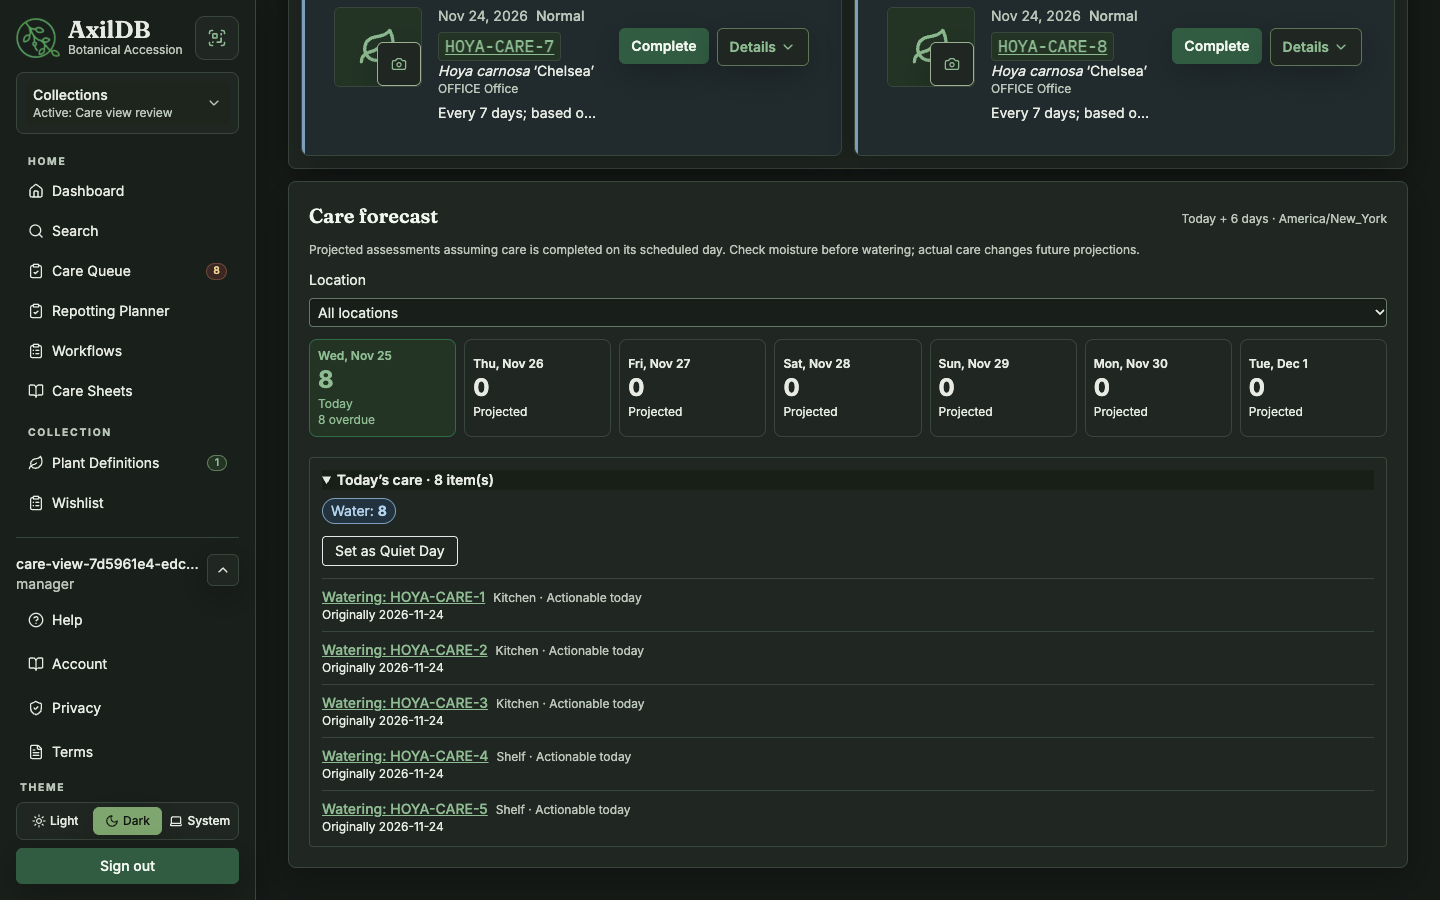 AxilDB
Botanical Accession
Collections
Active: Care view review
HOME
Dashboard
Search
Care Queue 8
Repotting Planner
Workflows
Care Sheets
COLLECTION
Plant Definitions 1
Wishlist
care-view-7d5961e4-edc...
manager
Help
Account
Privacy
Terms
THEME
Light Dark System
Sign out
Nov 24, 2026 Normal
HOYA-CARE-7
Hoya carnosa 'Chelsea'
OFFICE Office
Every 7 days; based o...
Complete Details
Nov 24, 2026 Normal
HOYA-CARE-8
Hoya carnosa 'Chelsea'
OFFICE Office
Every 7 days; based o...
Complete Details
Care forecast
Today + 6 days · America/New_York
Projected assessments assuming care is completed on its scheduled day. Check moisture before watering; actual care changes future projections.
Location
All locations
Wed, Nov 25
8
Today
8 overdue
Thu, Nov 26
0
Projected
Fri, Nov 27
0
Projected
Sat, Nov 28
0
Projected
Sun, Nov 29
0
Projected
Mon, Nov 30
0
Projected
Tue, Dec 1
0
Projected
Today's care · 8 item(s)
Water: 8
Set as Quiet Day
Watering: HOYA-CARE-1 Kitchen · Actionable today
Originally 2026-11-24
Watering: HOYA-CARE-2 Kitchen · Actionable today
Originally 2026-11-24
Watering: HOYA-CARE-3 Kitchen · Actionable today
Originally 2026-11-24
Watering: HOYA-CARE-4 Shelf · Actionable today
Originally 2026-11-24
Watering: HOYA-CARE-5 Shelf · Actionable today
Originally 2026-11-24